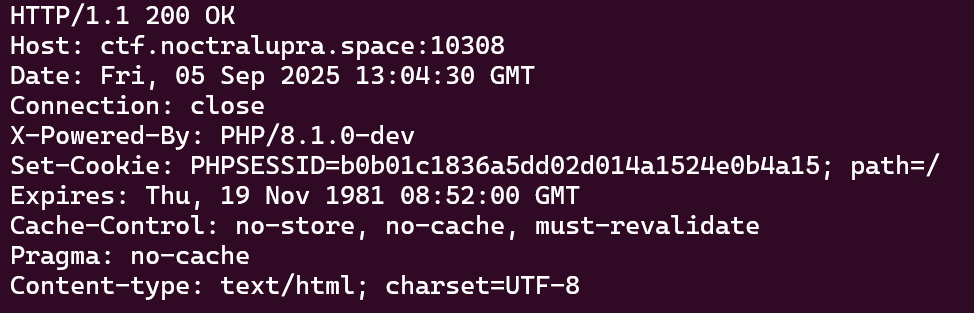 HTTP/1.1 200 OK
Host: ctf.noctralupra.space:10308
Date: Fri, 05 Sep 2025 13:04:30 GMT
Connection: close
X-Powered-By: PHP/8.1.0-dev
Set-Cookie: PHPSESSID=b0b01c1836a5dd02d014a1524e0b4a15; path=/
Expires: Thu, 19 Nov 1981 08:52:00 GMT
Cache-Control: no-store, no-cache, must-revalidate
Pragma: no-cache
Content-type: text/html; charset=UTF-8